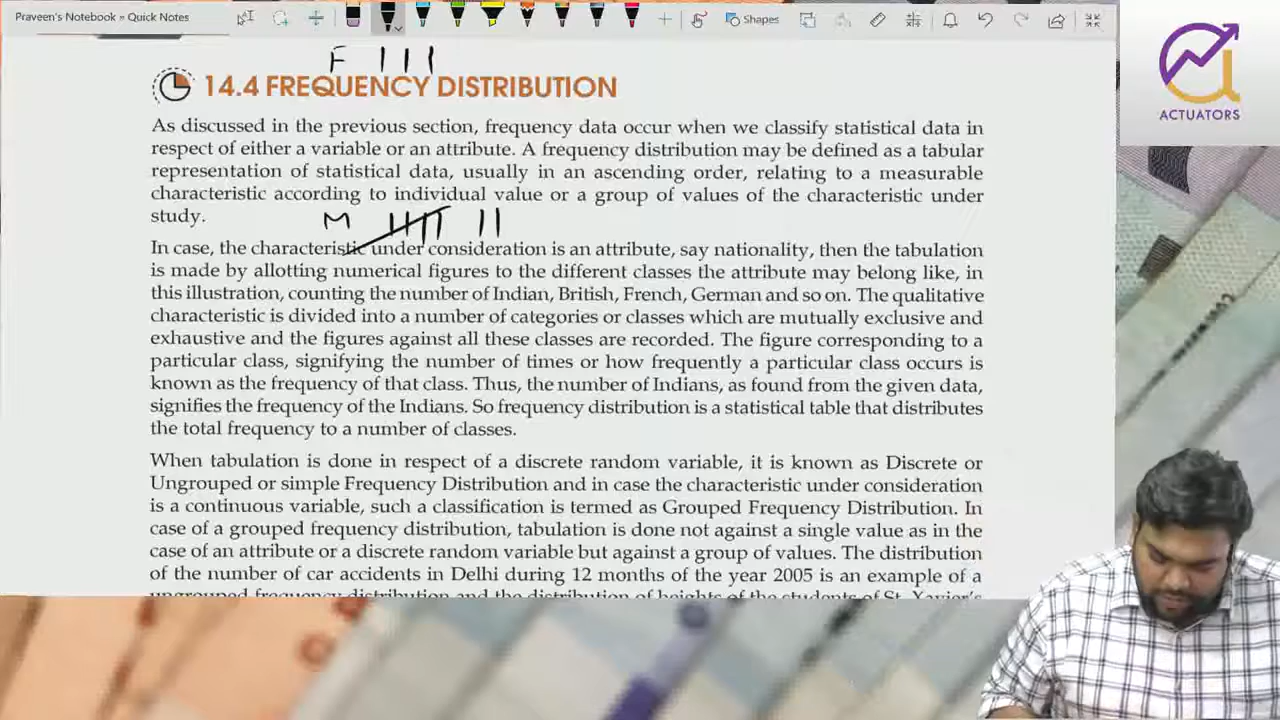 Praveen's Notebook » Quick Notes
Shapes
ACTUATORS
F | | |
14.4 FREQUENCY DISTRIBUTION
As discussed in the previous section, frequency data occur when we classify statistical data in
respect of either a variable or an attribute. A frequency distribution may be defined as a tabular
representation of statistical data, usually in an ascending order, relating to a measurable
characteristic according to individual value or a group of values of the characteristic under
study.
M |||| ||
In case, the characteristic under consideration is an attribute, say nationality, then the tabulation
is made by allotting numerical figures to the different classes the attribute may belong like, in
this illustration, counting the number of Indian, British, French, German and so on. The qualitative
characteristic is divided into a number of categories or classes which are mutually exclusive and
exhaustive and the figures against all these classes are recorded. The figure corresponding to a
particular class, signifying the number of times or how frequently a particular class occurs is
known as the frequency of that class. Thus, the number of Indians, as found from the given data,
signifies the frequency of the Indians. So frequency distribution is a statistical table that distributes
the total frequency to a number of classes.
When tabulation is done in respect of a discrete random variable, it is known as Discrete or
Ungrouped or simple Frequency Distribution and in case the characteristic under consideration
is a continuous variable, such a classification is termed as Grouped Frequency Distribution. In
case of a grouped frequency distribution, tabulation is done not against a single value as in the
case of an attribute or a discrete random variable but against a group of values. The distribution
of the number of car accidents in Delhi during 12 months of the year 2005 is an example of a
ungrouped frequency distribution and the distribution of heights of the students of St. Xavier's